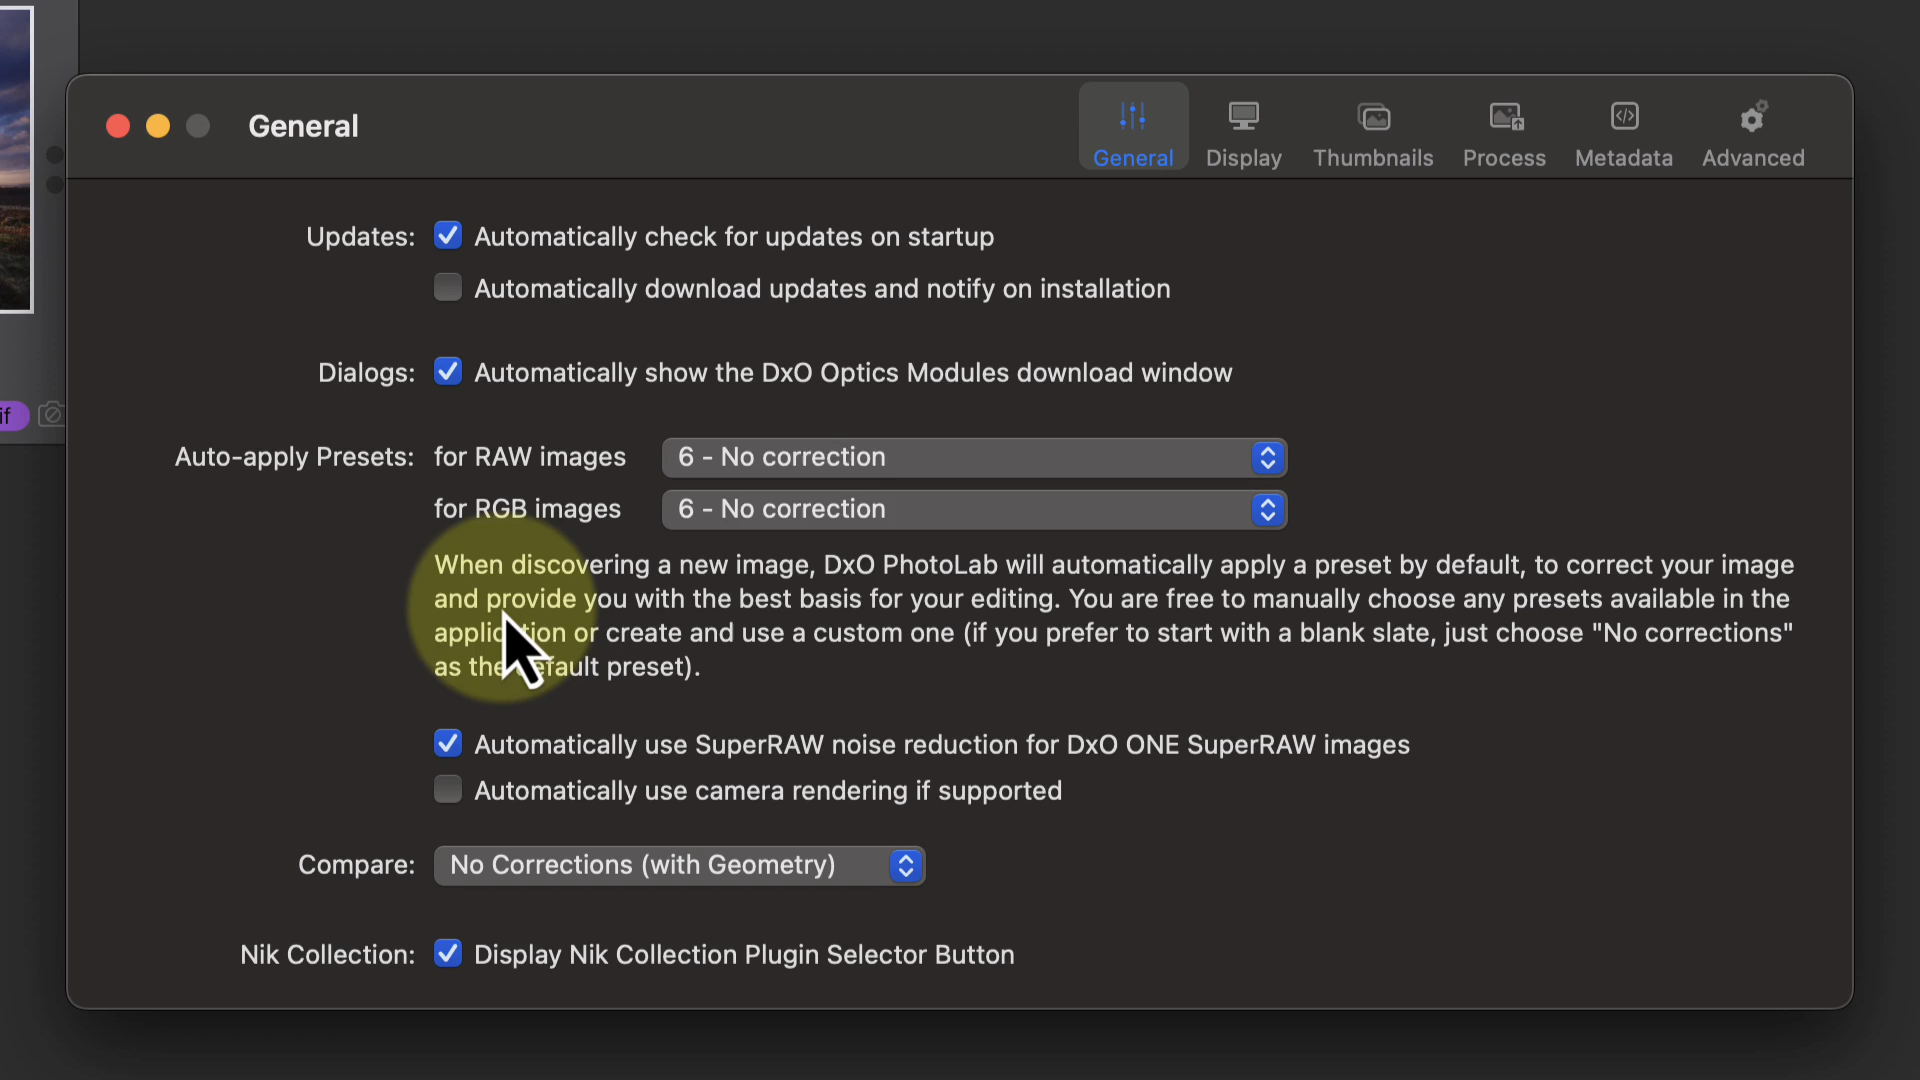 General
General
Display
Thumbnails
Process
Metadata
Advanced
Updates: Automatically check for updates on startup
Automatically download updates and notify on installation
Dialogs: Automatically show the DxO Optics Modules download window
if
Auto-apply Presets: for RAW images 6 - No correction
for RGB images 6 - No correction
When discovering a new image, DxO PhotoLab will automatically apply a preset by default, to correct your image
and provide you with the best basis for your editing. You are free to manually choose any presets available in the
application or create and use a custom one (if you prefer to start with a blank slate, just choose "No corrections"
as the default preset).
Automatically use SuperRAW noise reduction for DxO ONE SuperRAW images
Automatically use camera rendering if supported
Compare: No Corrections (with Geometry)
Nik Collection: Display Nik Collection Plugin Selector Button